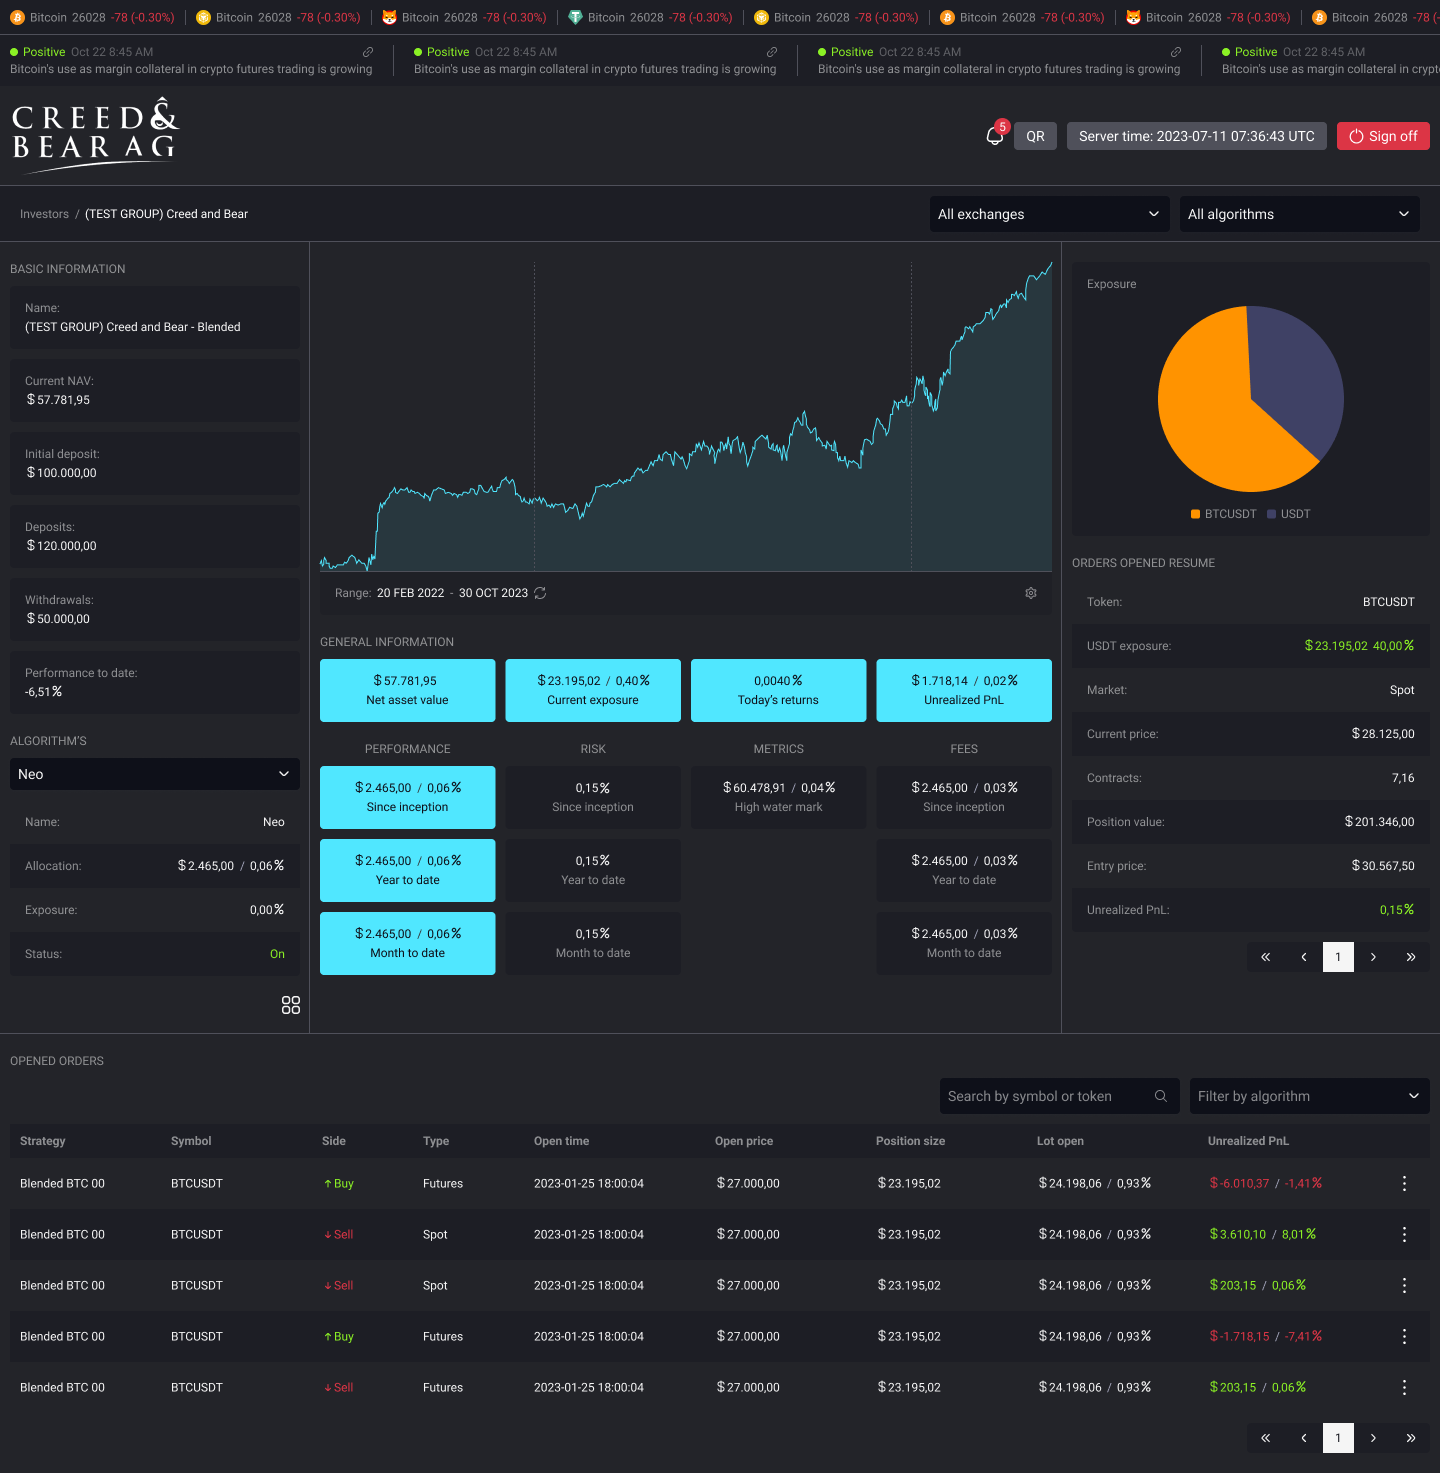 Bitcoin 26028 -78 (-0.30%) Bitcoin 26028 -78 (-0.30%) Bitcoin 26028 -78 (-0.30%) Bitcoin 26028 -78 (-0.30%) Bitcoin 26028 -78 (-0.30%) Bitcoin 26028 -78 (-0.30%) Bitcoin 26028 -78 (-0.30%) Bitcoin 26028 -78 (-
Positive Oct 22 8:45 AM Positive Oct 22 8:45 AM Positive Oct 22 8:45 AM Positive Oct 22 8:45 AM
Bitcoin's use as margin collateral in crypto futures trading is growing Bitcoin's use as margin collateral in crypto futures trading is growing Bitcoin's use as margin collateral in crypto futures trading is growing Bitcoin's use as margin collateral in crypt
CREED&
BEAR AG
5
QR Server time: 2023-07-11 07:36:43 UTC Sign off
Investors / (TEST GROUP) Creed and Bear All exchanges All algorithms
BASIC INFORMATION
Name:
(TEST GROUP) Creed and Bear - Blended
Current NAV:
$57.781,95
Initial deposit:
$100.000,00
Deposits:
$120.000,00
Withdrawals:
$50.000,00
Performance to date:
-6,51%
ALGORITHM'S
Neo
Name: Neo
Allocation: $2.465,00 / 0,06%
Exposure: 0,00%
Status: On
Range: 20 FEB 2022 - 30 OCT 2023
GENERAL INFORMATION
$57.781.95 $23.195,02 / 0,40% 0,0040% $1.718,14 / 0,02%
Net asset value Current exposure Today's returns Unrealized PnL
PERFORMANCE RISK METRICS FEES
$2.465,00 / 0,06% 0,15% $60.478,91 / 0,04% $2.465,00 / 0,03%
Since inception Since inception High water mark Since inception
$2.465,00 / 0,06% 0,15% $2.465,00 / 0,03%
Year to date Year to date Year to date
$2.465,00 / 0,06% 0,15% $2.465,00 / 0,03%
Month to date Month to date Month to date
Exposure
BTCUSDT USDT
ORDERS OPENED RESUME
Token: BTCUSDT
USDT exposure: $23.195,02 40,00%
Market: Spot
Current price: $28.125,00
Contracts: 7,16
Position value: $201.346,00
Entry price: $30.567,50
Unrealized PnL: 0,15%
« ‹ 1 › »
OPENED ORDERS
Search by symbol or token Filter by algorithm
Strategy Symbol Side Type Open time Open price Position size Lot open Unrealized PnL
Blended BTC 00 BTCUSDT ↑ Buy Futures 2023-01-25 18:00:04 $27.000,00 $23.195,02 $24.198,06 / 0,93% $-6.010,37 / -1,41%
Blended BTC 00 BTCUSDT ↓ Sell Spot 2023-01-25 18:00:04 $27.000,00 $23.195,02 $24.198,06 / 0,93% $3.610,10 / 8,01%
Blended BTC 00 BTCUSDT ↓ Sell Spot 2023-01-25 18:00:04 $27.000,00 $23.195,02 $24.198,06 / 0,93% $203,15 / 0,06%
Blended BTC 00 BTCUSDT ↑ Buy Futures 2023-01-25 18:00:04 $27.000,00 $23.195,02 $24.198,06 / 0,93% $-1.718,15 / -7,41%
Blended BTC 00 BTCUSDT ↓ Sell Futures 2023-01-25 18:00:04 $27.000,00 $23.195,02 $24.198,06 / 0,93% $203,15 / 0,06%
« ‹ 1 › »